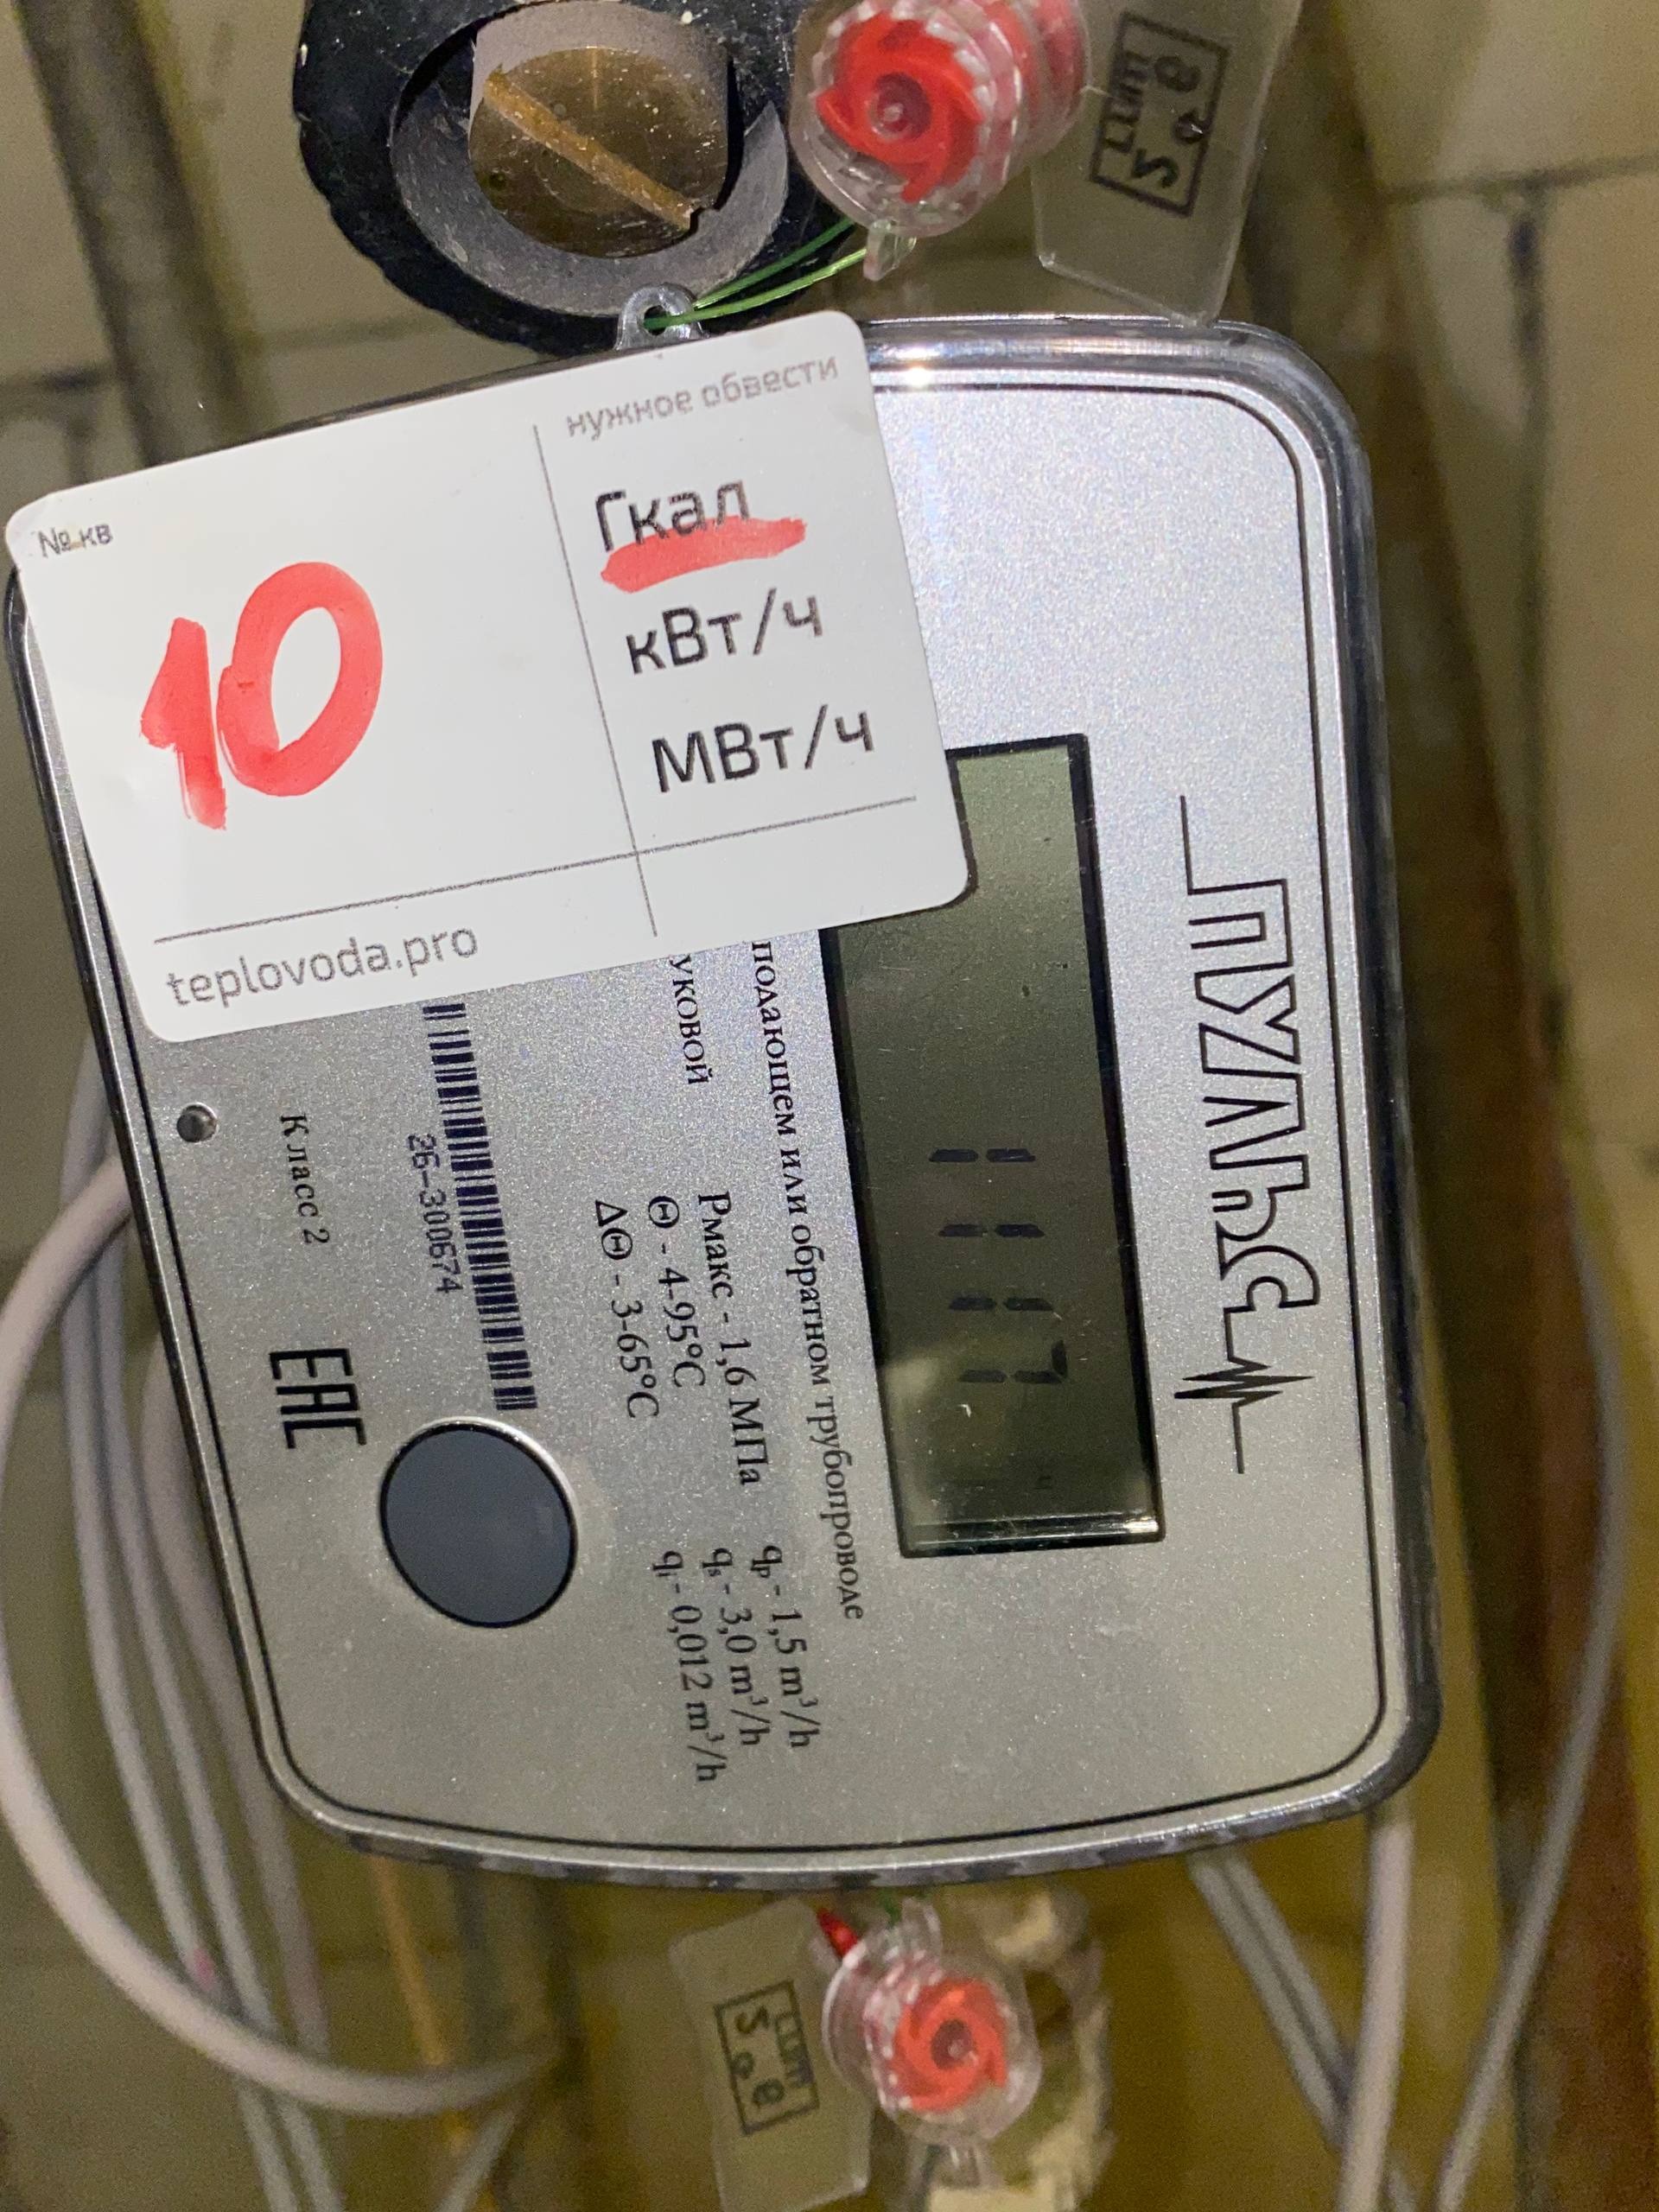 № кв
10
нужное обвести
Гкал
кВт/ч
МВт/ч
teplovoda.pro
ПУЛЬС
1117
подающем или обратном трубопроводе
уковой
Рмакс - 1,6 МПа
Θ - 4-95°C
ΔΘ - 3-65°C
qp - 1,5 m³/h
qs - 3,0 m³/h
qi - 0,012 m³/h
26-300674
Класс 2
EAC